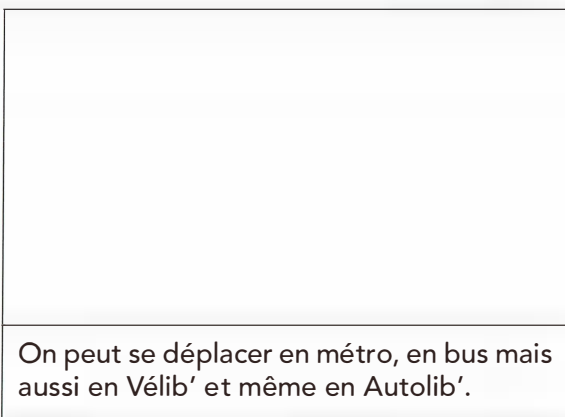 On peut se déplacer en métro, en bus mais
aussi en Vélib’ et même en Autolib’.